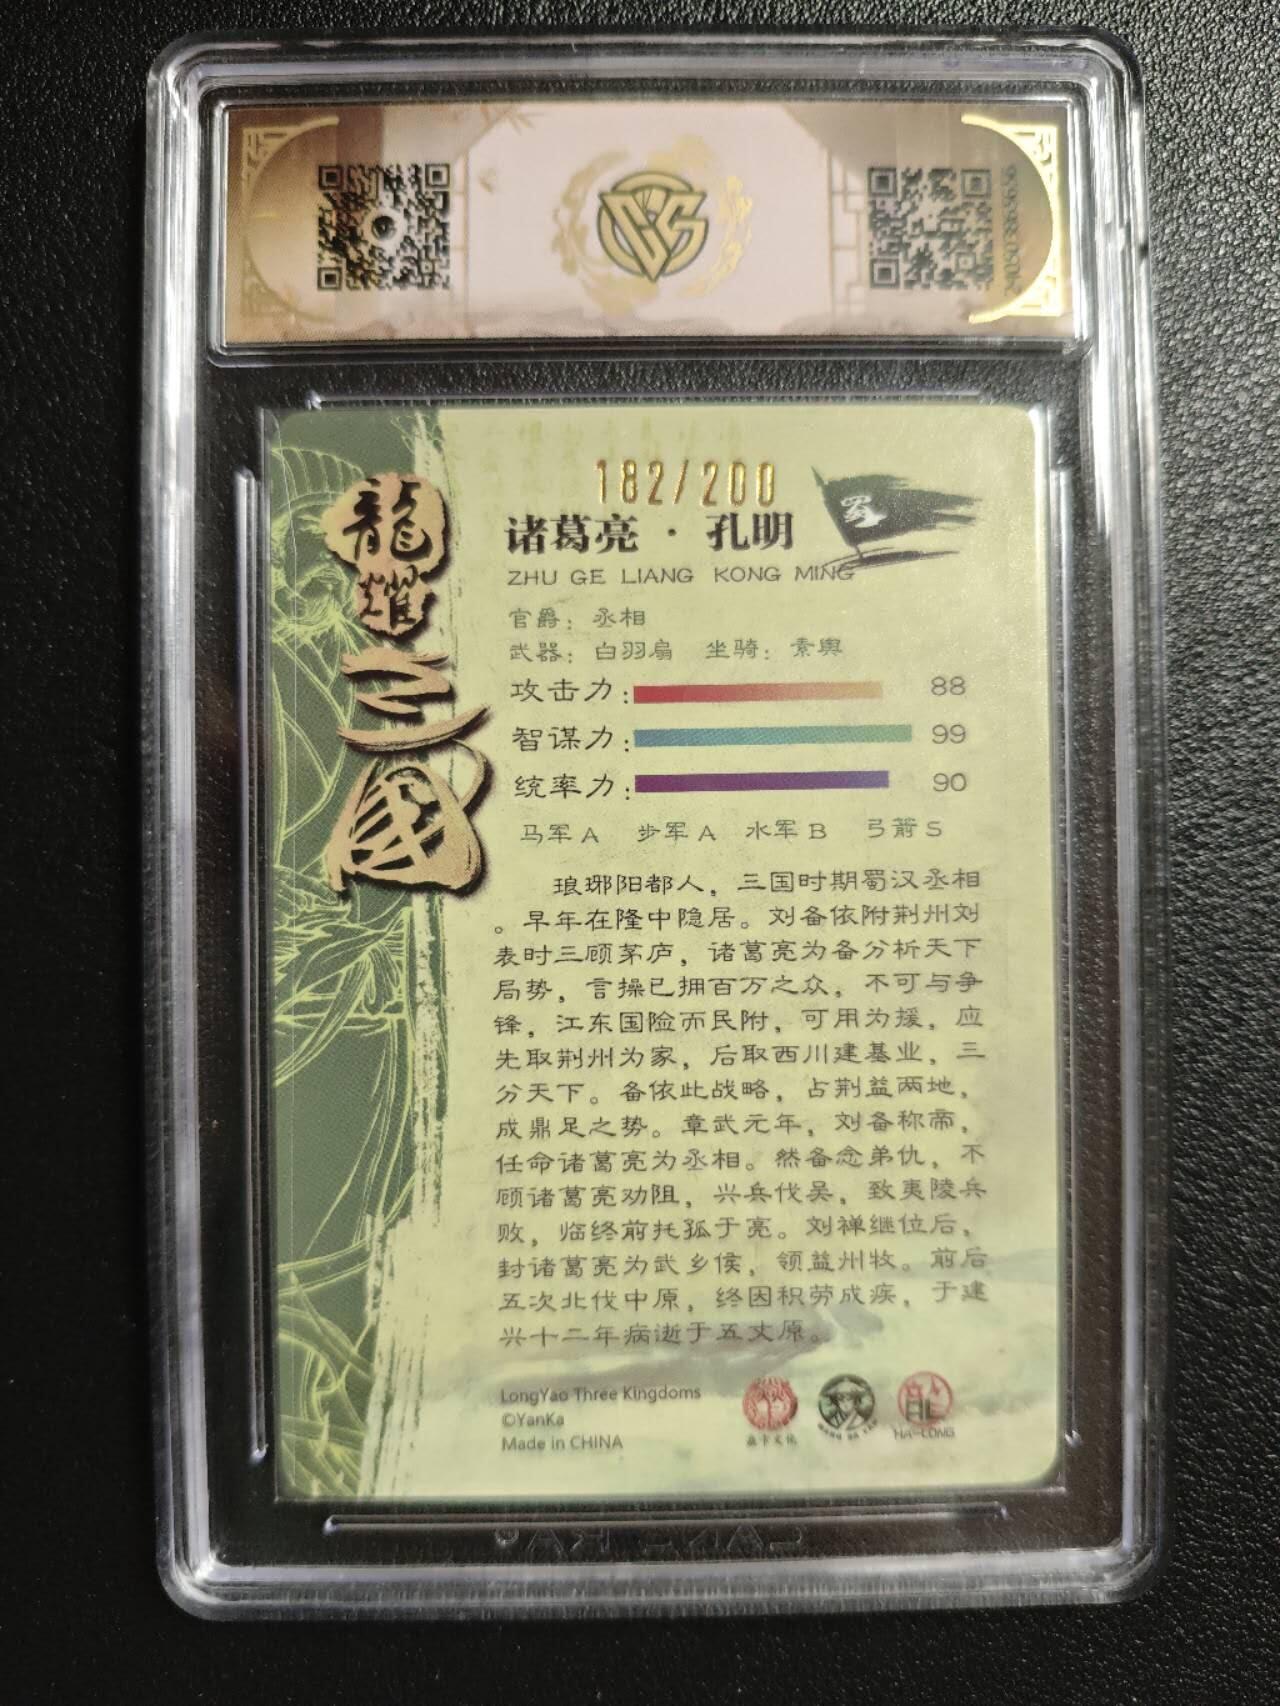 CCS
龍耀三國
182/200
诸葛亮·孔明
蜀
ZHU GE LIANG KONG MING
官爵：丞相
武器：白羽扇 坐骑：素舆
攻击力： 88
智谋力： 99
统率力： 90
马军A 步军A 水军B 弓箭S
琅琊阳都人，三国时期蜀汉丞相
。早年在隆中隐居。刘备依附荆州刘
表时三顾茅庐，诸葛亮为备分析天下
局势，言操已拥百万之众，不可与争
锋，江东国险而民附，可用为援，应
先取荆州为家，后取西川建基业，三
分天下。备依此战略，占荆益两地，
成鼎足之势。章武元年，刘备称帝，
任命诸葛亮为丞相。然备念弟仇，不
顾诸葛亮劝阻，兴兵伐吴，致夷陵兵
败，临终前托孤于亮。刘禅继位后，
封诸葛亮为武乡侯，领益州牧。前后
五次北伐中原，终因积劳成疾，于建
兴十二年病逝于五丈原。
LongYao Three Kingdoms
©YanKa
Made in CHINA
HA-LONG